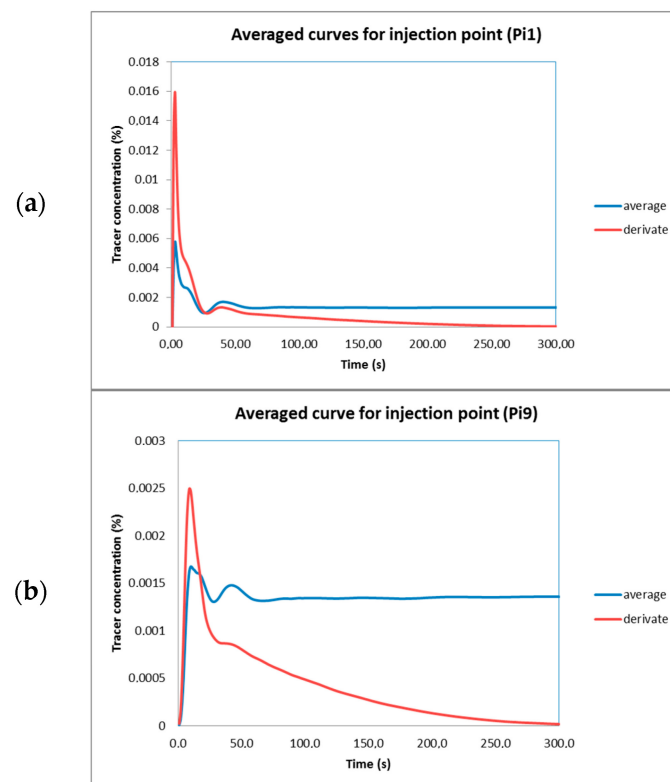 (a)
Averaged curves for injection point (Pi1)
Tracer concentration (%)
0.018
0.016
0.014
0.012
0.01
0.008
0.006
0.004
0.002
0
0,00 50,00 100,00 150,00 200,00 250,00 300,00
Time (s)
average
derivate
(b)
Averaged curve for injection point (Pi9)
Tracer concentration (%)
0.003
0.0025
0.002
0.0015
0.001
0.0005
0
0.0 50.0 100,0 150,0 200,0 250,0 300,0
Time (s)
average
derivate